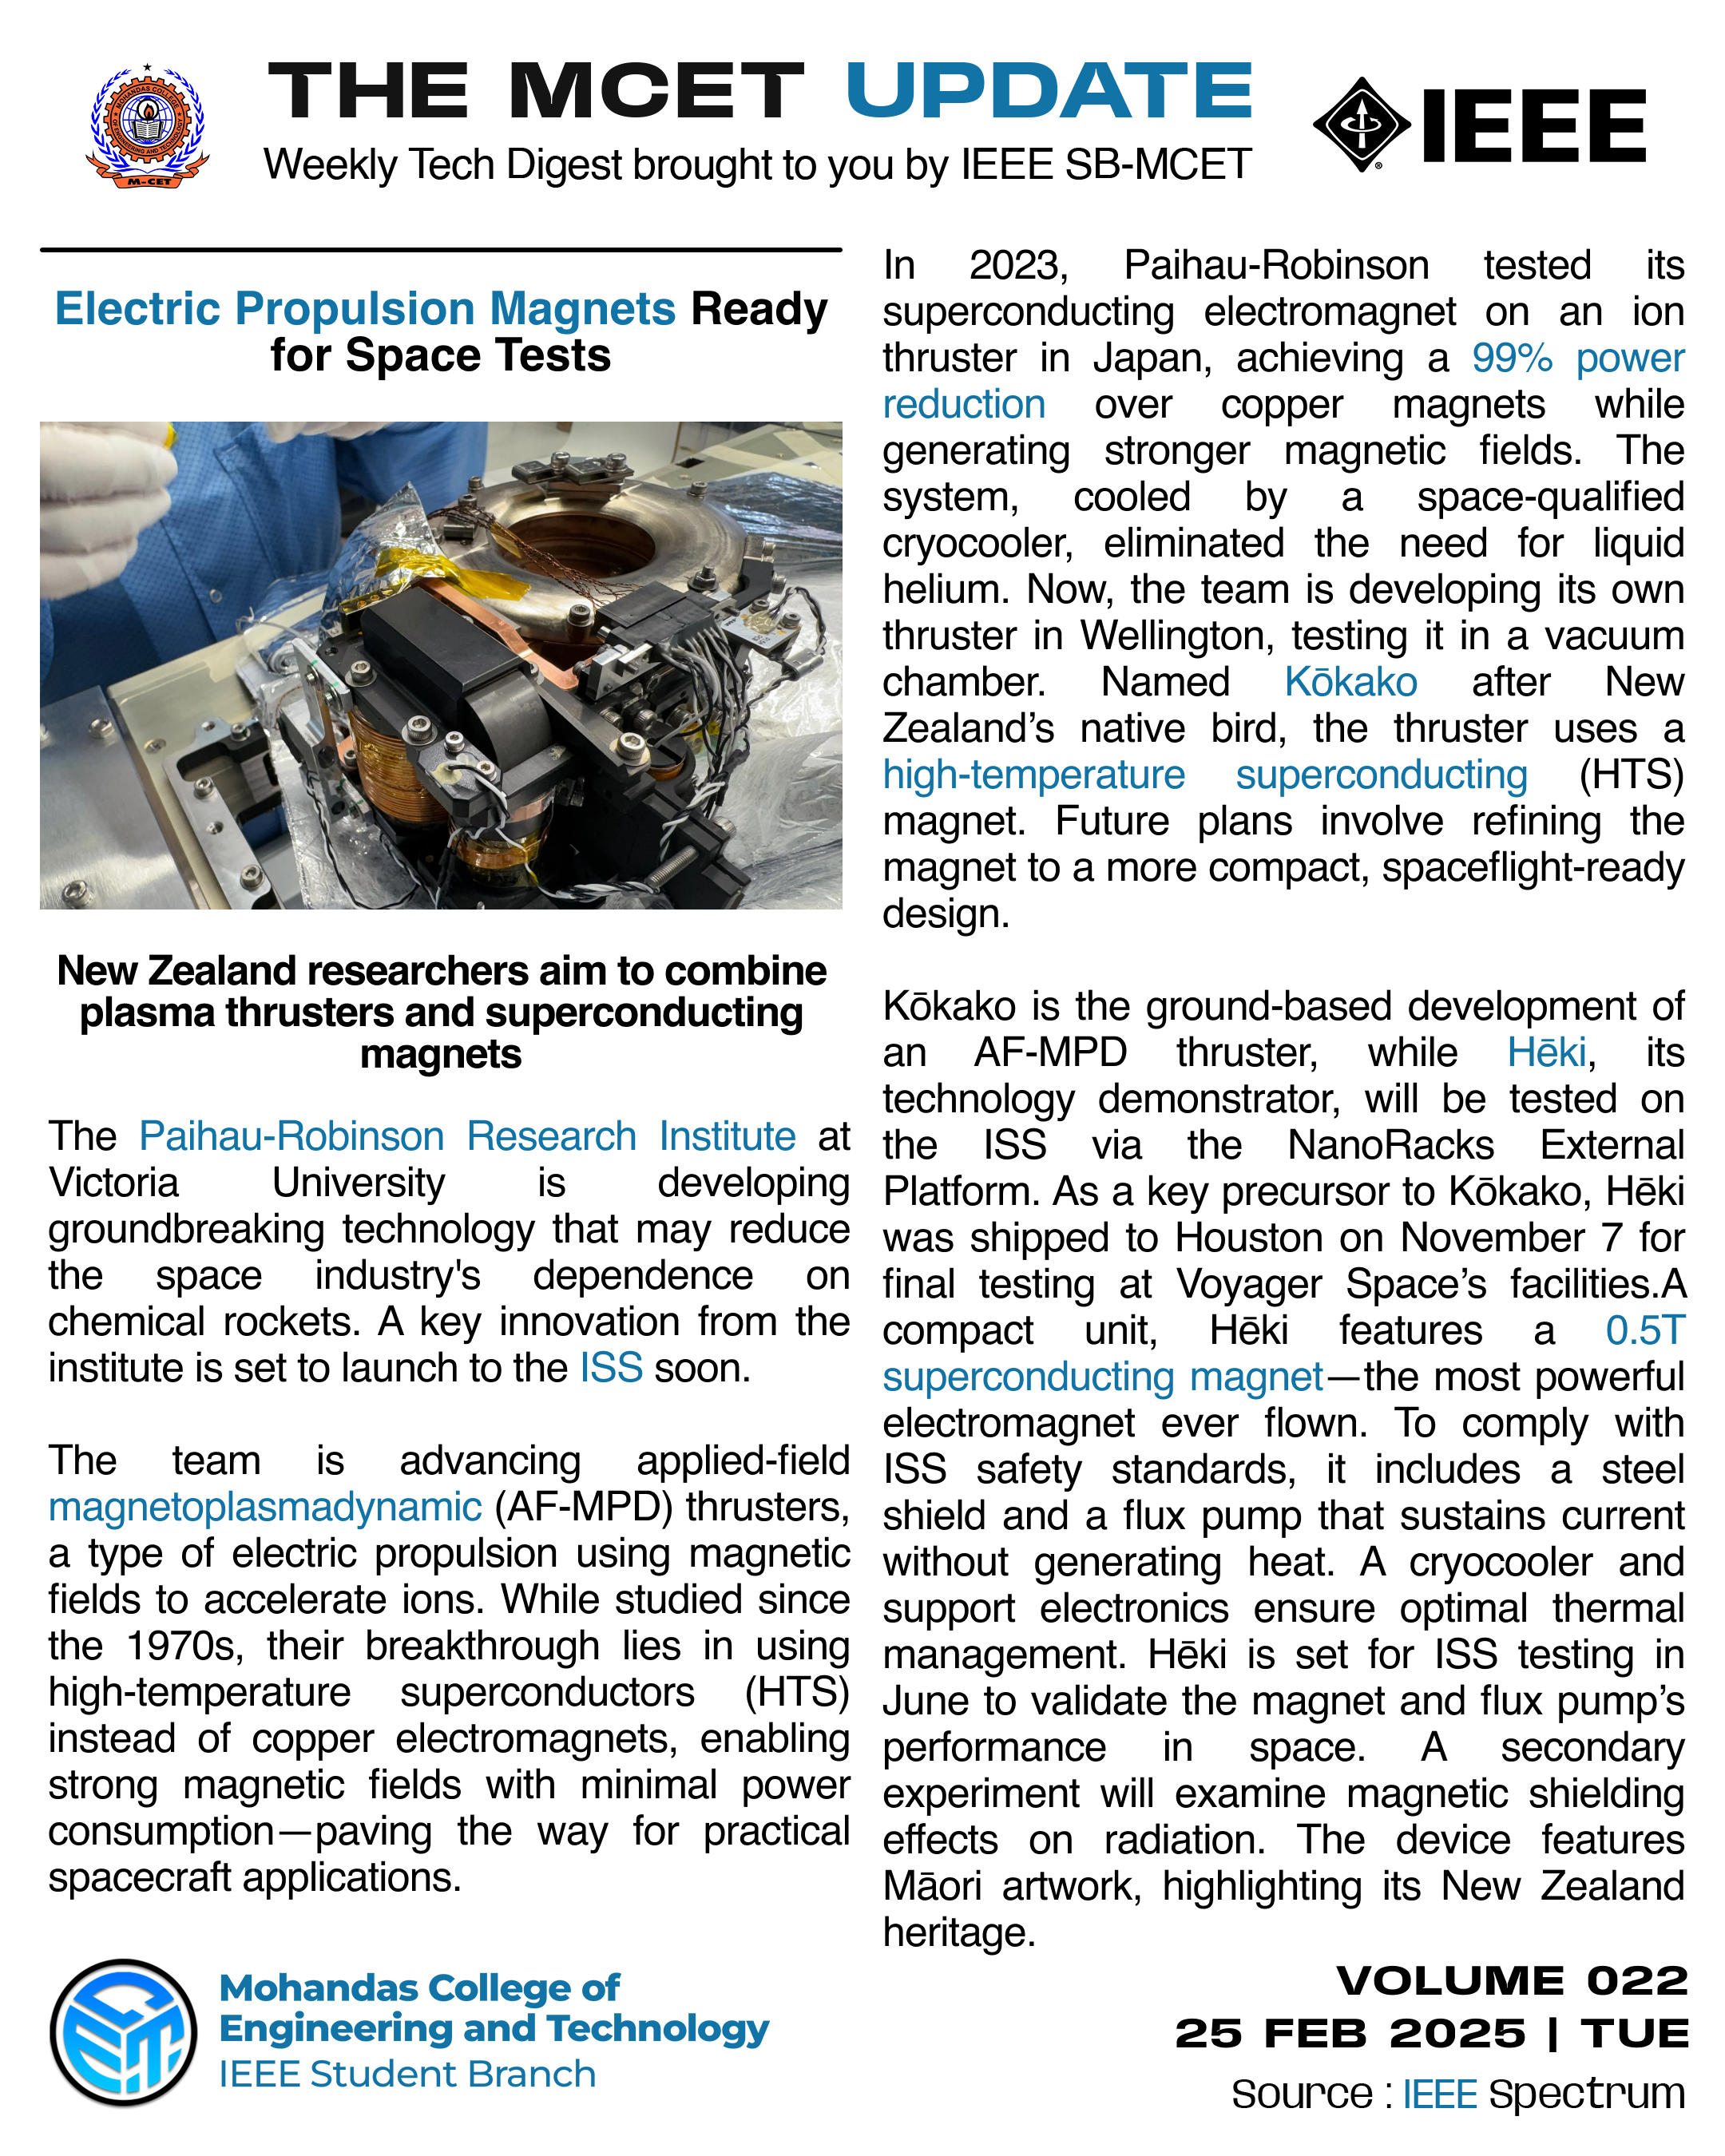 THE MCET UPDATE
Weekly Tech Digest brought to you by IEEE SB-MCET
MOHANDAS COLLEGE
OF ENGINEERING AND TECHNOLOGY
M-CET
IEEE
Electric Propulsion Magnets Ready
for Space Tests
New Zealand researchers aim to combine
plasma thrusters and superconducting
magnets
The Paihau-Robinson Research Institute at
Victoria University is developing
groundbreaking technology that may reduce
the space industry's dependence on
chemical rockets. A key innovation from the
institute is set to launch to the ISS soon.
The team is advancing applied-field
magnetoplasmadynamic (AF-MPD) thrusters,
a type of electric propulsion using magnetic
fields to accelerate ions. While studied since
the 1970s, their breakthrough lies in using
high-temperature superconductors (HTS)
instead of copper electromagnets, enabling
strong magnetic fields with minimal power
consumption—paving the way for practical
spacecraft applications.
In 2023, Paihau-Robinson tested its
superconducting electromagnet on an ion
thruster in Japan, achieving a 99% power
reduction over copper magnets while
generating stronger magnetic fields. The
system, cooled by a space-qualified
cryocooler, eliminated the need for liquid
helium. Now, the team is developing its own
thruster in Wellington, testing it in a vacuum
chamber. Named Kōkako after New
Zealand’s native bird, the thruster uses a
high-temperature superconducting (HTS)
magnet. Future plans involve refining the
magnet to a more compact, spaceflight-ready
design.
Kōkako is the ground-based development of
an AF-MPD thruster, while Hēki, its
technology demonstrator, will be tested on
the ISS via the NanoRacks External
Platform. As a key precursor to Kōkako, Hēki
was shipped to Houston on November 7 for
final testing at Voyager Space’s facilities.A
compact unit, Hēki features a 0.5T
superconducting magnet—the most powerful
electromagnet ever flown. To comply with
ISS safety standards, it includes a steel
shield and a flux pump that sustains current
without generating heat. A cryocooler and
support electronics ensure optimal thermal
management. Hēki is set for ISS testing in
June to validate the magnet and flux pump’s
performance in space. A secondary
experiment will examine magnetic shielding
effects on radiation. The device features
Māori artwork, highlighting its New Zealand
heritage.
Mohandas College of
Engineering and Technology
IEEE Student Branch
VOLUME 022
25 FEB 2025 | TUE
Source : IEEE Spectrum